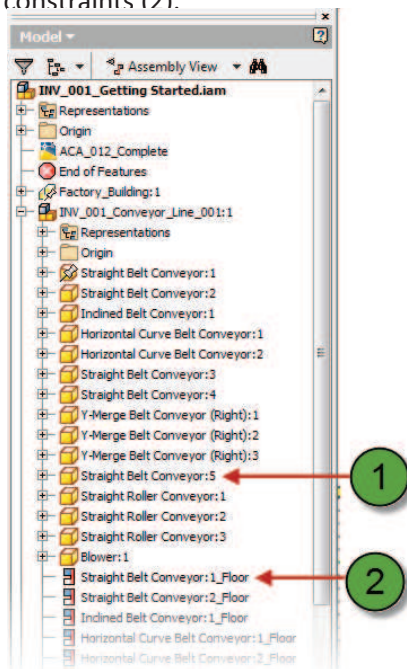 constraints (2).
Model
Assembly View
INV_001_Getting Started.iam
Representations
Origin
ACA_012_Complete
End of Features
Factory_Building:1
INV_001_Conveyor_Line_001:1
Representations
Origin
Straight Belt Conveyor:1
Straight Belt Conveyor:2
Inclined Belt Conveyor:1
Horizontal Curve Belt Conveyor:1
Horizontal Curve Belt Conveyor:2
Straight Belt Conveyor:3
Straight Belt Conveyor:4
Y-Merge Belt Conveyor (Right):1
Y-Merge Belt Conveyor (Right):2
Y-Merge Belt Conveyor (Right):3
Straight Belt Conveyor:5
1
Straight Roller Conveyor:1
Straight Roller Conveyor:2
Straight Roller Conveyor:3
Blower:1
Straight Belt Conveyor:1_Floor
2
Straight Belt Conveyor:2_Floor
Inclined Belt Conveyor:1_Floor
Horizontal Curve Belt Conveyor:1_Floor
Horizontal Curve Belt Conveyor:2_Floor